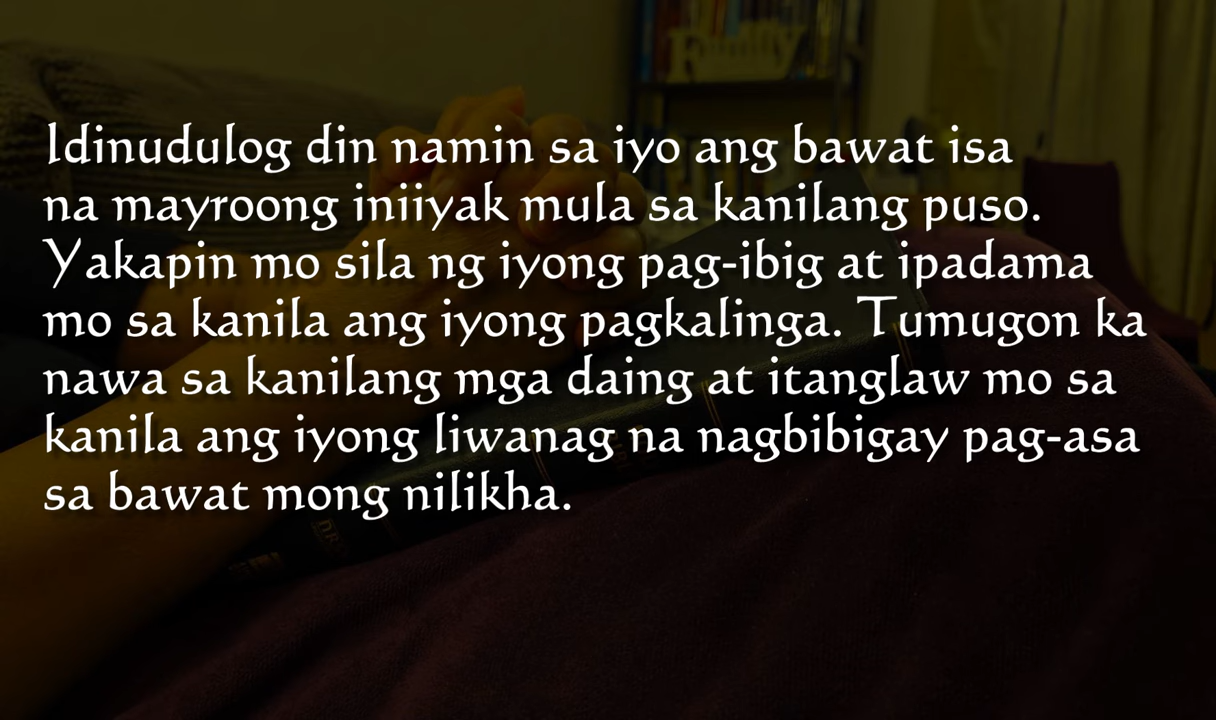 Family
Idinudulog din namin sa iyo ang bawat isa
na mayroong iniiyak mula sa kanilang puso.
Yakapin mo sila ng iyong pag-ibig at ipadama
mo sa kanila ang iyong pagkalinga. Tumugon ka
nawa sa kanilang mga daing at itanglaw mo sa
kanila ang iyong liwanag na nagbibigay pag-asa
sa bawat mong nilikha.